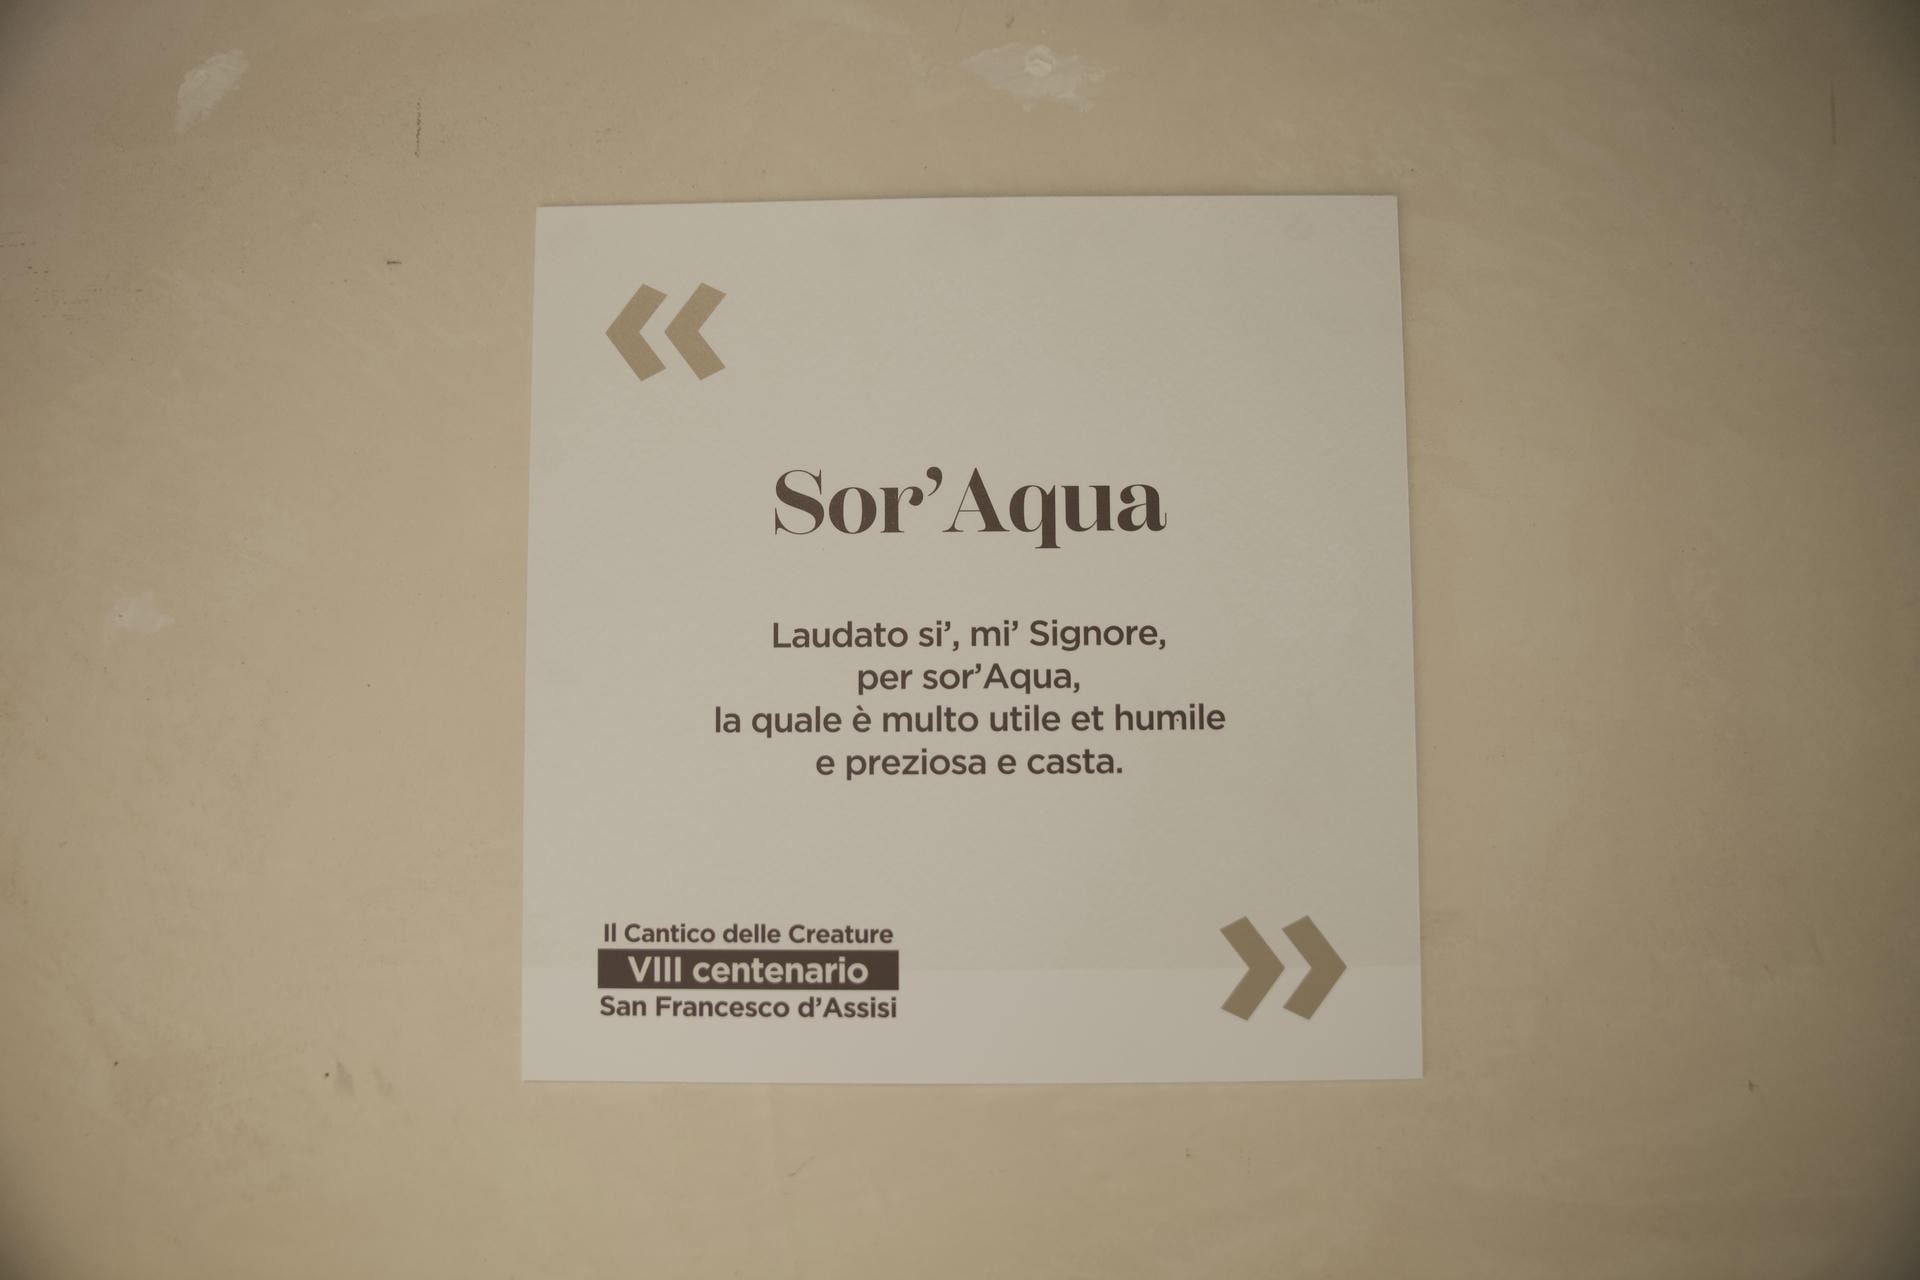 «
Sor’Aqua
Laudato si’, mi’ Signore,
per sor’Aqua,
la quale è multo utile et humile
e preziosa e casta.
Il Cantico delle Creature
VIII centenario
San Francesco d’Assisi
»